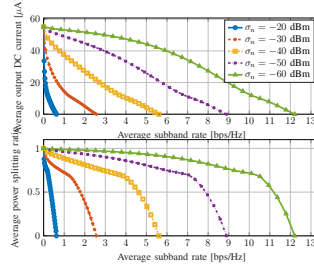 Average output DC current [μA
60
40
20
0
σn = −20 dBm
σn = −30 dBm
σn = −40 dBm
σn = −50 dBm
σn = −60 dBm
0 1 2 3 4 5 6 7 8 9 10 11 12 13
Average subband rate [bps/Hz]
Average power splitting ratio
1
0.5
0
0 1 2 3 4 5 6 7 8 9 10 11 12 13
Average subband rate [bps/Hz]